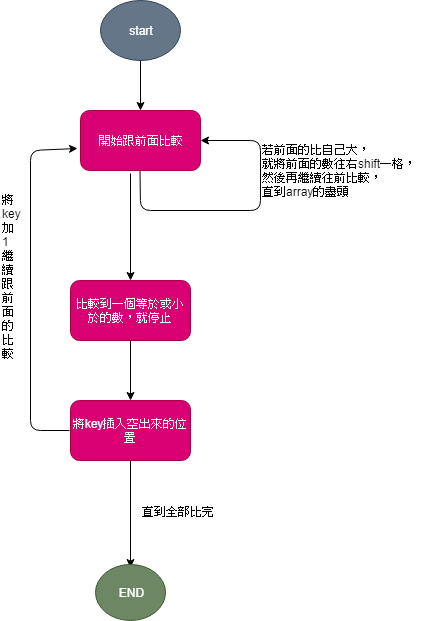 start
開始跟前面比較
若前面的比自己大，
就將前面的數往右shift一格，
然後再繼續往前比較，
直到array的盡頭
將
key
加
1
繼
續
跟
前
面
的
比
較
比較到一個等於或小
於的數，就停止
將key插入空出來的位
置
直到全部比完
END